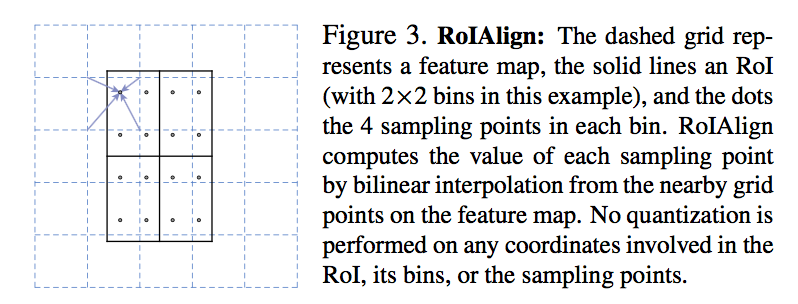 Figure 3. RoIAlign: The dashed grid rep-
resents a feature map, the solid lines an RoI
(with 2×2 bins in this example), and the dots
the 4 sampling points in each bin. RoIAlign
computes the value of each sampling point
by bilinear interpolation from the nearby grid
points on the feature map. No quantization is
performed on any coordinates involved in the
RoI, its bins, or the sampling points.